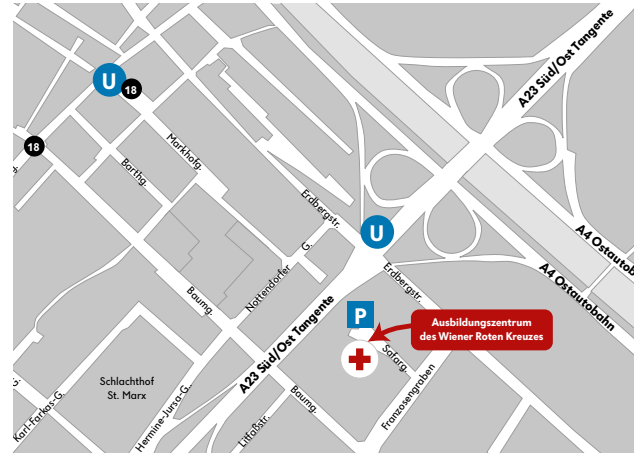 A23 Süd/Ost Tangente
U
18
18
Markhofg.
Barthg.
Erdbergstr.
U
A4 Ostautobahn
Nottendorfer
G.
Erdbergstr.
A4 Ostautobahn
Baumg.
P
Ausbildungszentrum
des Wiener Roten Kreuzes
A23 Süd/Ost Tangente
Safarg.
Franzosengraben
Schlachthof
St. Marx
Baumg.
Karl-Farkas-G.
Hermine-Jursa-G.
Litfaßstr.